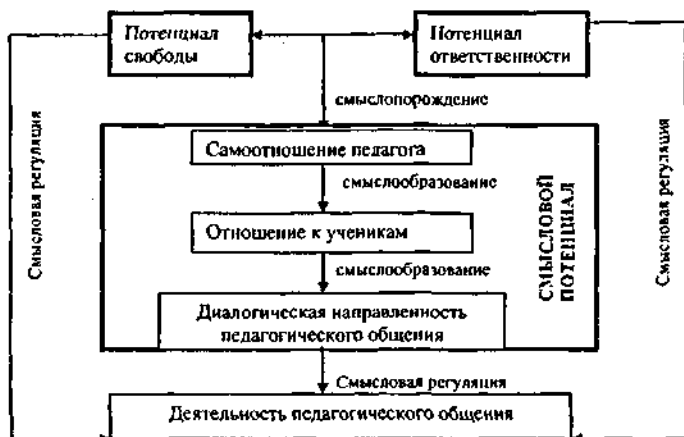 Потенциал
свободы
Потенциал
ответственности
смыслопорождение
Самоотношение педагога
смыслообразование
Отношение к ученикам
смыслообразование
Диалогическая направленность
педагогического общения
СМЫСЛОВОЙ
ПОТЕНЦИАЛ
Смысловая регуляция
Смысловая регуляция
Смысловая регуляция
Деятельность педагогического общения